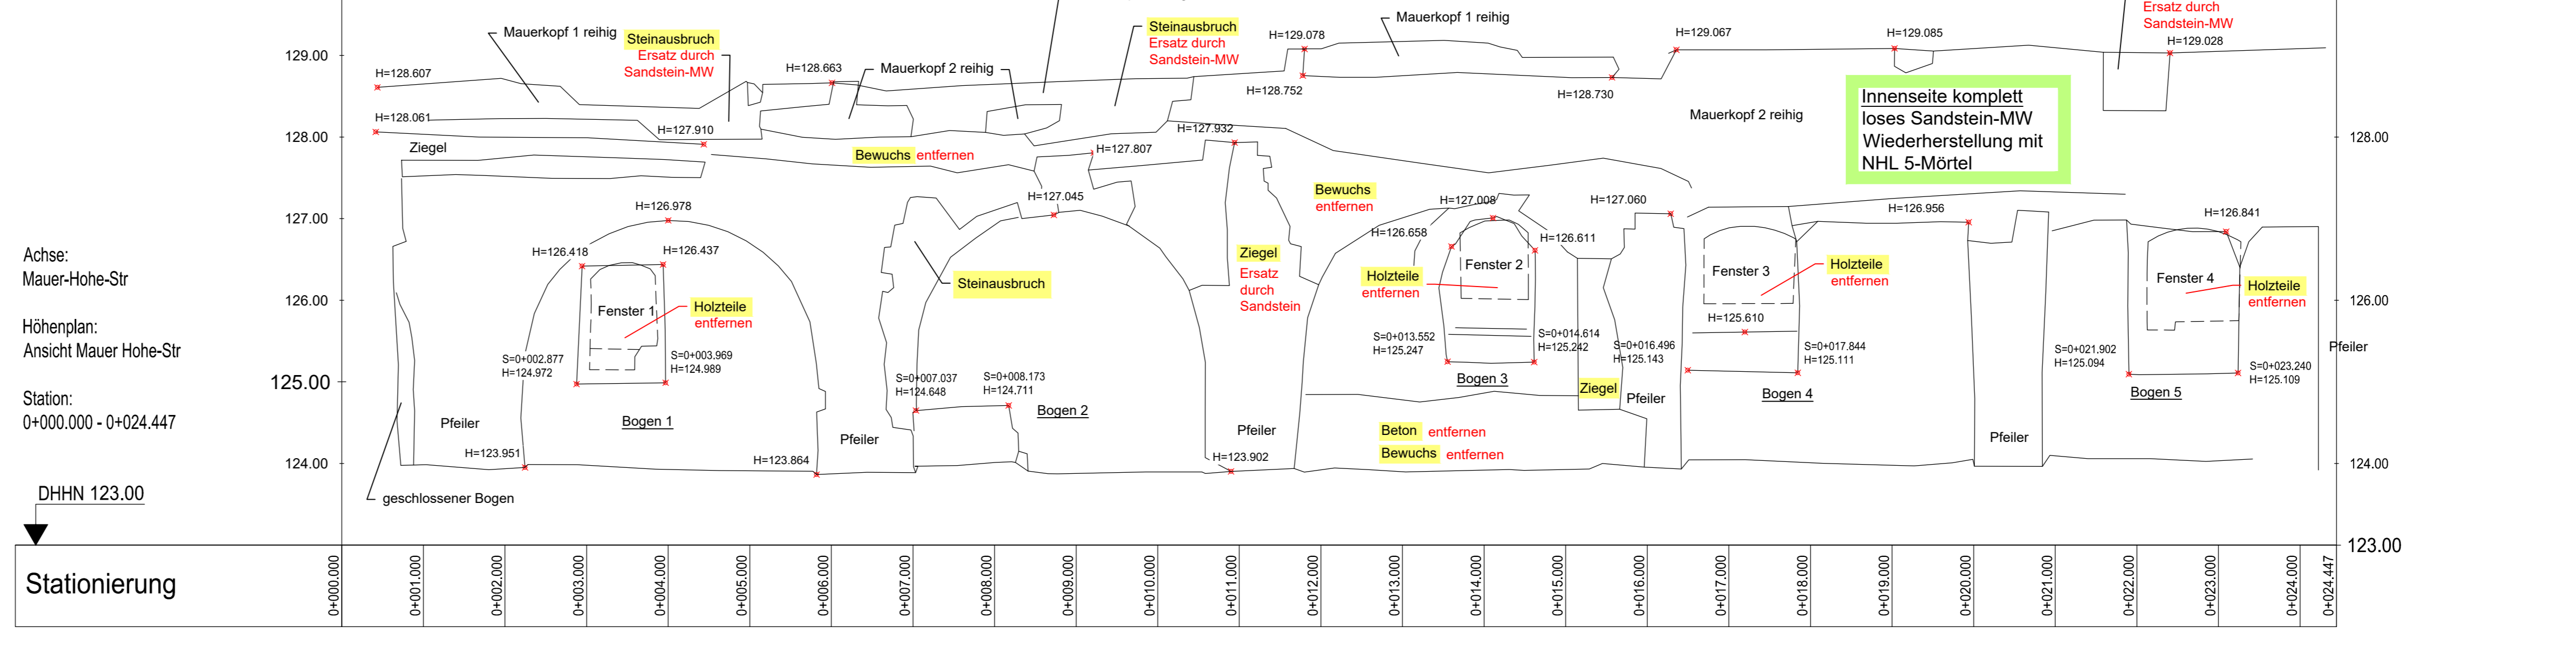 Mauerkopf 1 reihig
Steinausbruch
Ersatz durch
Sandstein-MW
Steinausbruch
Ersatz durch
Sandstein-MW
Mauerkopf 1 reihig
Ersatz durch
Sandstein-MW
129.00
H=128.607
H=128.663
Mauerkopf 2 reihig
H=129.078
H=128.752
H=128.730
H=129.067
H=129.085
H=129.028
Mauerkopf 2 reihig
Innenseite komplett
loses Sandstein-MW
Wiederherstellung mit
NHL 5-Mörtel
128.00
H=128.061
H=127.910
H=127.932
128.00
Ziegel
Bewuchs entfernen
H=127.807
Bewuchs
entfernen
127.00
H=126.978
H=127.045
H=127.008
H=127.060
H=126.956
H=126.841
Achse:
Mauer-Hohe-Str
Höhenplan:
Ansicht Mauer Hohe-Str
Station:
0+000.000 - 0+024.447
H=126.418
H=126.437
H=126.658
H=126.611
Ziegel
Ersatz
durch
Sandstein
Fenster 1
Holzteile
entfernen
Steinausbruch
Holzteile
entfernen
Fenster 2
Fenster 3
Holzteile
entfernen
Fenster 4
Holzteile
entfernen
126.00
126.00
H=125.610
S=0+002.877
H=124.972
S=0+003.969
H=124.989
S=0+007.037
H=124.648
S=0+008.173
H=124,711
S=0+013.552
H=125.247
S=0+014.614
H=125.242
S=0+016.496
H=125.143
S=0+017.844
H=125.111
S=0+021,902
H=125.094
S=0+023.240
H=125.109
Pfeiler
125.00
Bogen 1
Bogen 2
Bogen 3
Bogen 4
Bogen 5
Ziegel
Pfeiler
Pfeiler
Pfeiler
Pfeiler
Pfeiler
Beton entfernen
Bewuchs entfernen
H=123.951
H=123.864
H=123.902
124.00
124.00
geschlossener Bogen
DHHN 123.00
123.00
Stationierung
0+000.000
0+001.000
0+002.000
0+003.000
0+004.000
0+005.000
0+006.000
0+007.000
0+008.000
0+009.000
0+010.000
0+011.000
0+012.000
0+013.000
0+014.000
0+015.000
0+016.000
0+017.000
0+018.000
0+019.000
0+020.000
0+021.000
0+022.000
0+023.000
0+024.000
0+024.447